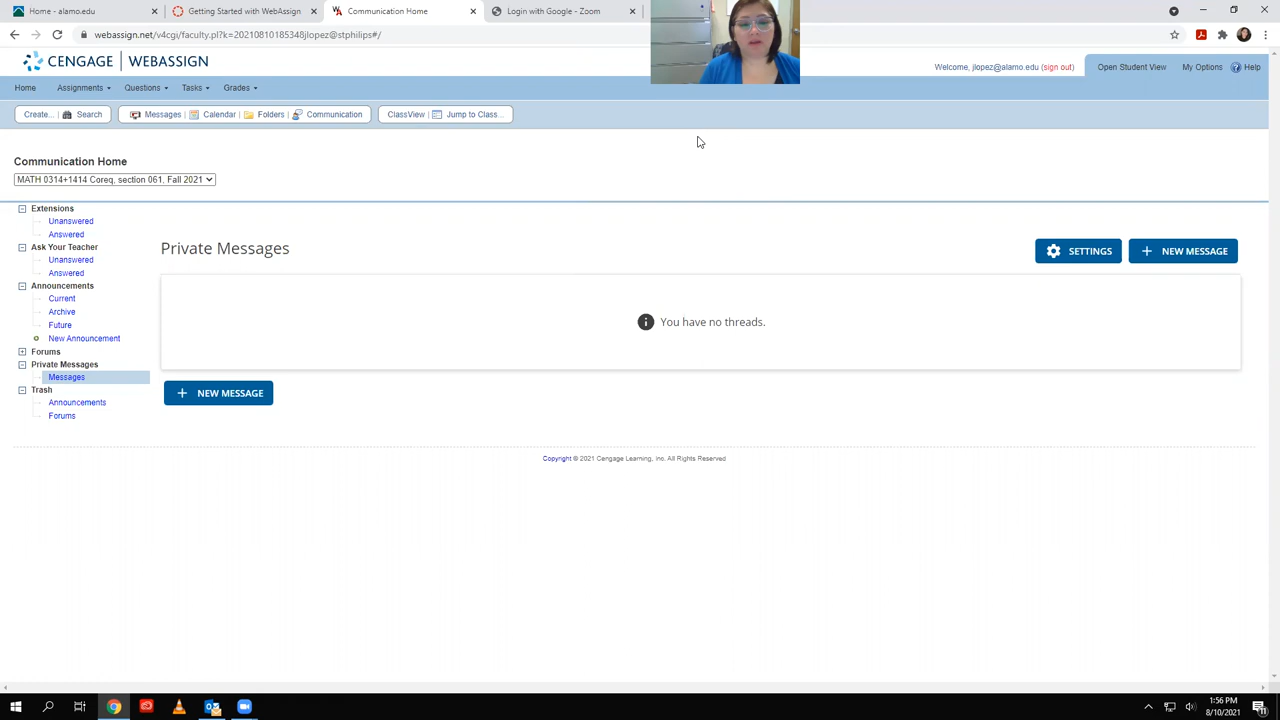 Home - alamo.edu
Getting Started with WebAssign
Communication Home
Login with Google - Zoom
webassign.net/v4cgi/faculty.pl?k=20210810185348jlopez@stphilips#/
CENGAGE | WEBASSIGN
Welcome, jlopez@alamo.edu (sign out)
Open Student View
My Options
Help
Home
Assignments
Questions
Tasks
Grades
Create... | Search
Messages | Calendar | Folders | Communication
ClassView | Jump to Class...
Communication Home
MATH 0314+1414 Coreq, section 061, Fall 2021
Extensions
Unanswered
Answered
Ask Your Teacher
Unanswered
Answered
Announcements
Current
Archive
Future
New Announcement
Forums
Private Messages
Messages
Trash
Announcements
Forums
Private Messages
SETTINGS
+ NEW MESSAGE
You have no threads.
+ NEW MESSAGE
Copyright © 2021 Cengage Learning, Inc. All Rights Reserved
1:56 PM
8/10/2021